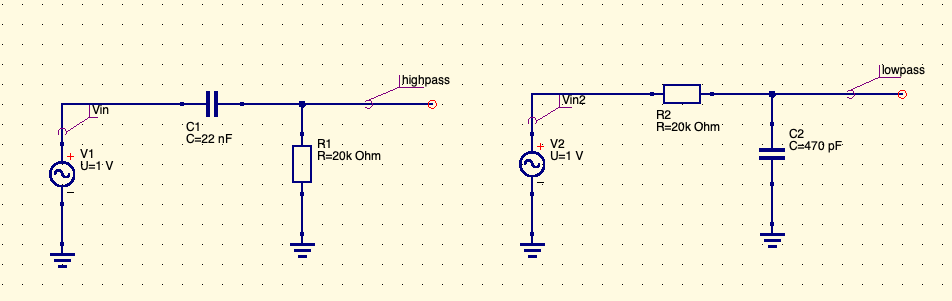 highpass
Vin
C1
C=22 nF
R1
R=20k Ohm
V1
U=1 V
+
−
lowpass
Vin2
R2
R=20k Ohm
C2
C=470 pF
V2
U=1 V
+
−